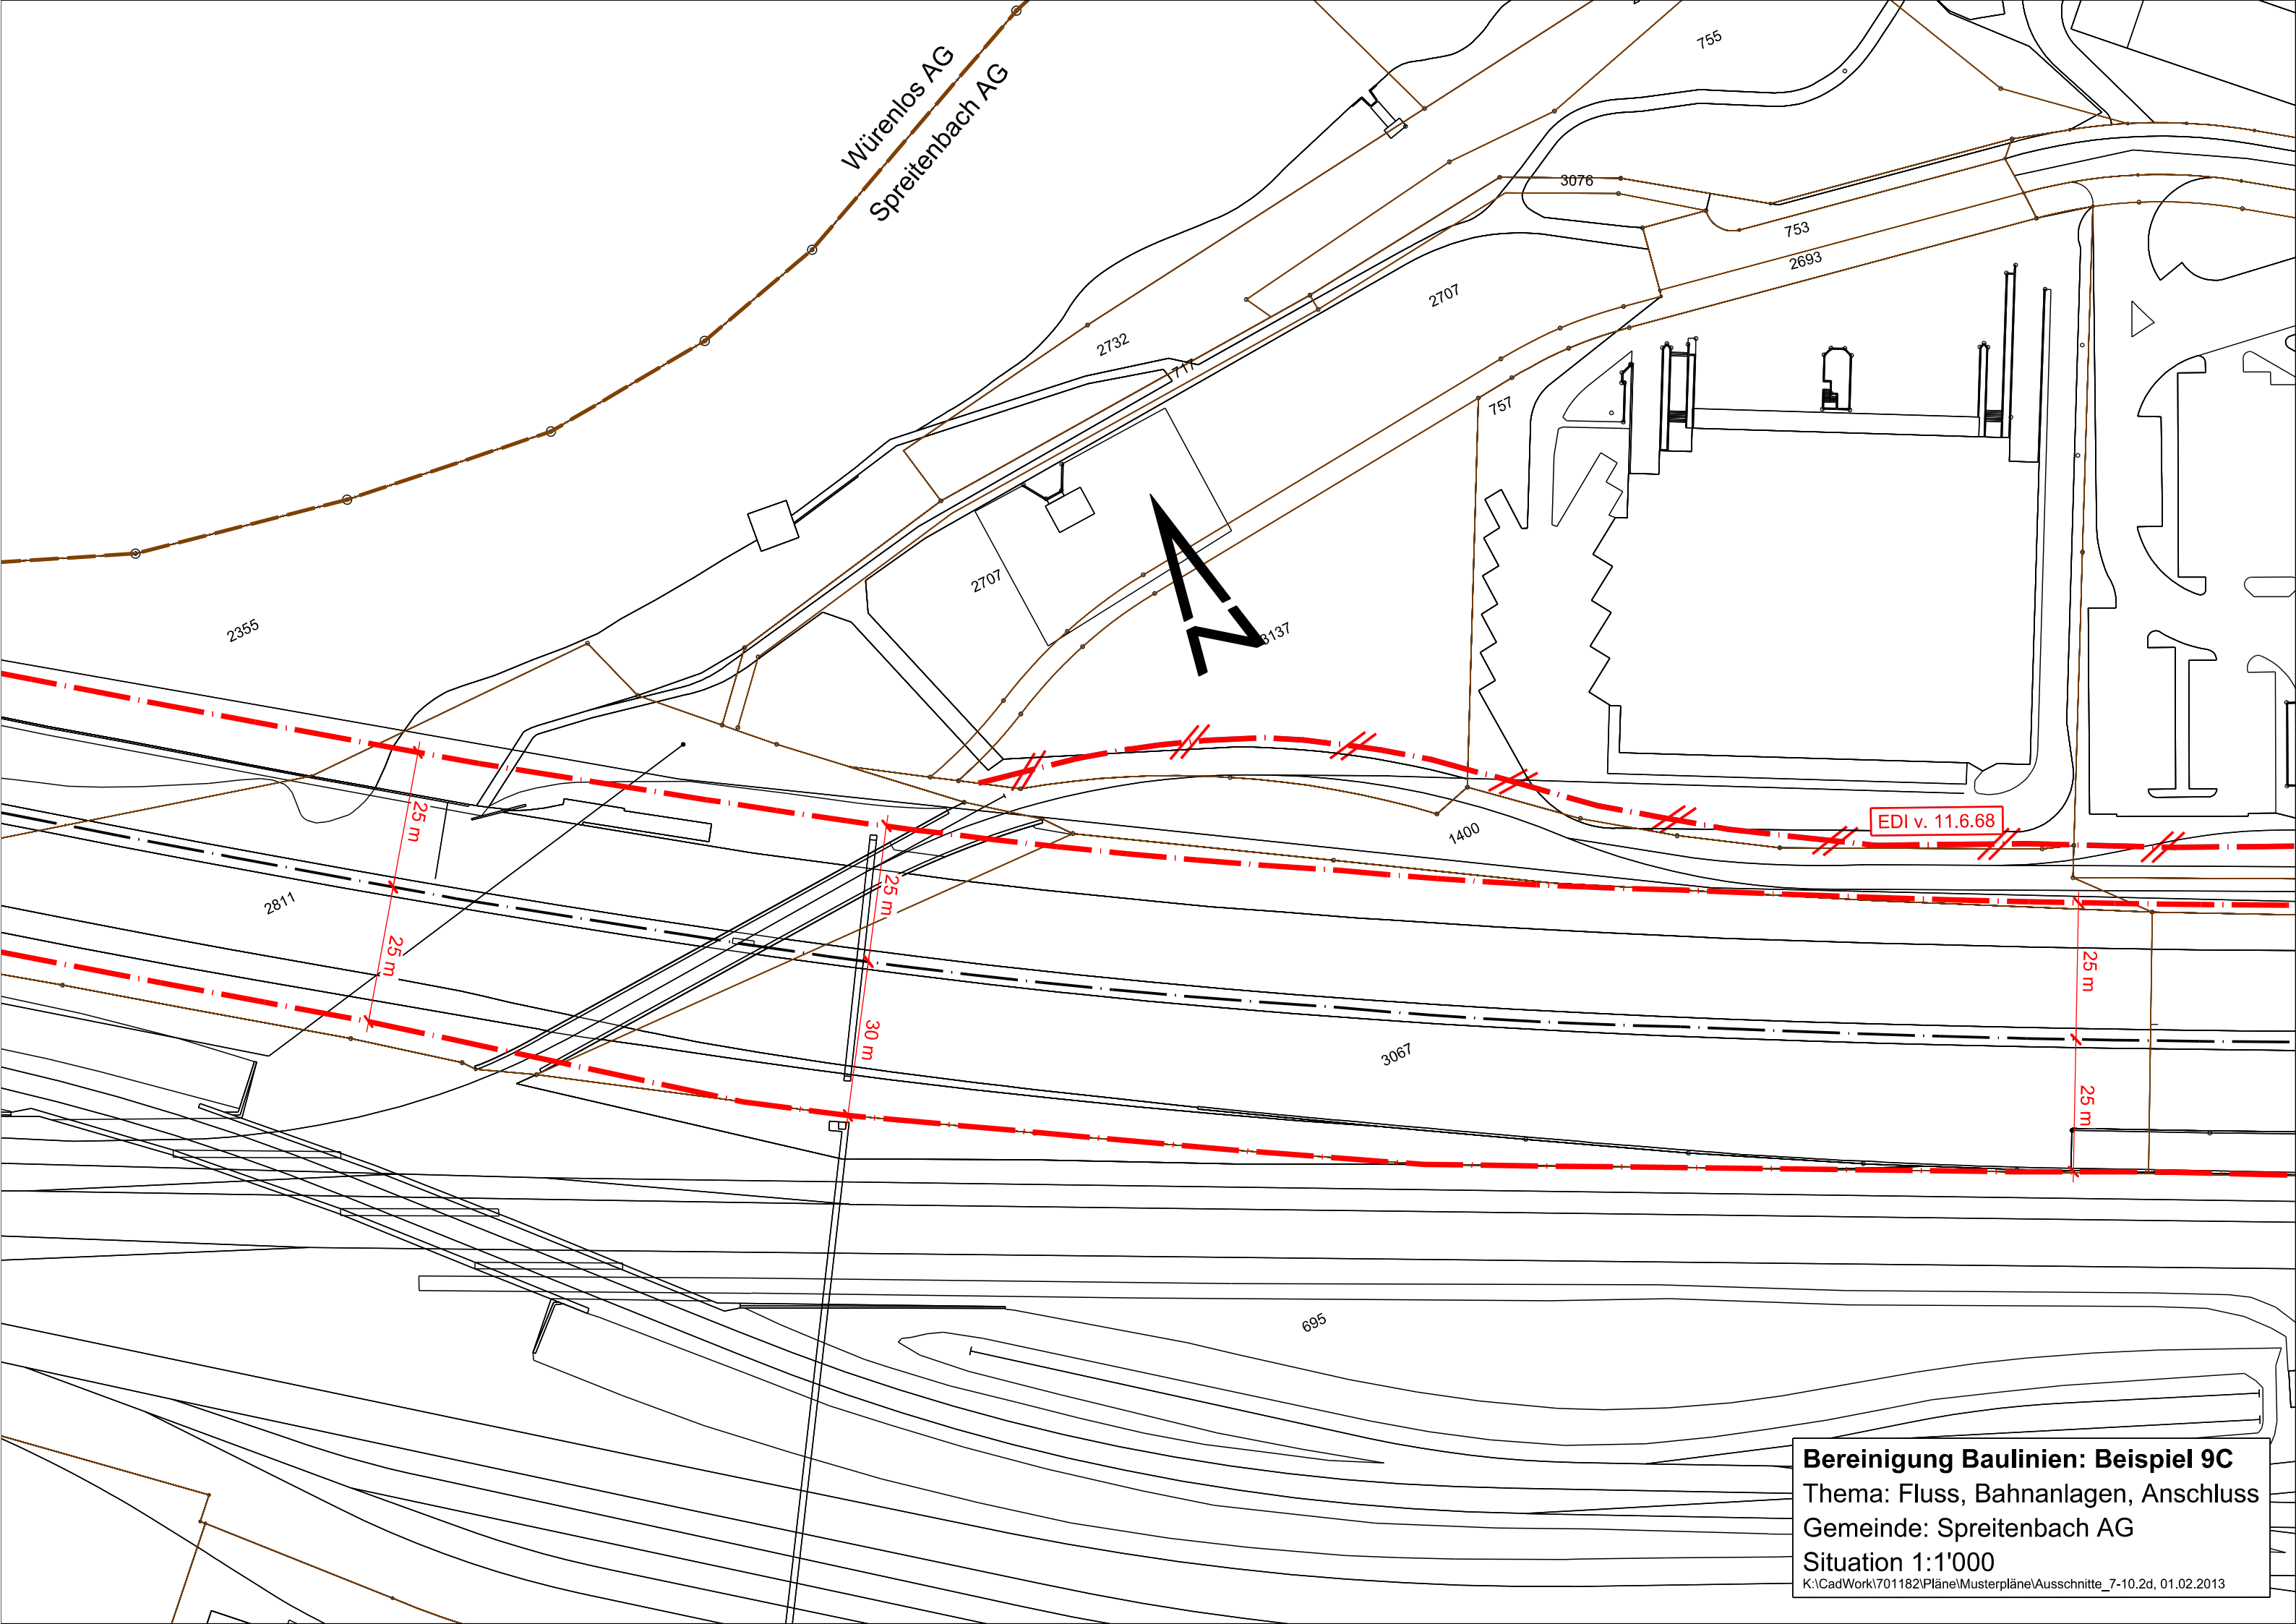 Würenlos AG
Spreitenbach AG
755
3076
753
2693
2707
2732
717
757
2707
3137
2355
25 m
EDI v. 11.6.68
1400
25 m
2811
25 m
25 m
30 m
3067
25 m
695
Bereinigung Baulinien: Beispiel 9C
Thema: Fluss, Bahnanlagen, Anschluss
Gemeinde: Spreitenbach AG
Situation 1:1'000
K:\CadWork\701182\Pläne\Musterpläne\Ausschnitte_7-10.2d, 01.02.2013